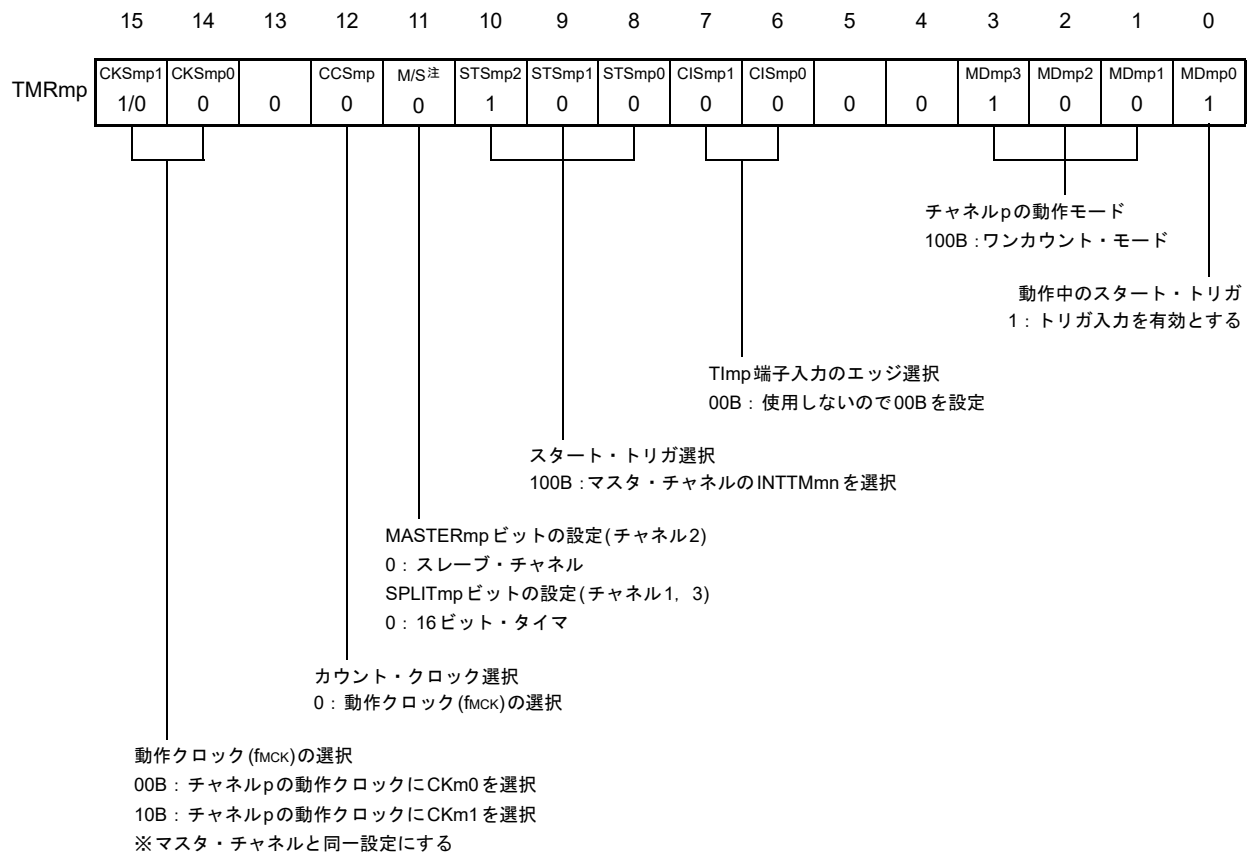 15 14 13 12 11 10 9 8 7 6 5 4 3 2 1 0
CKSmp1 CKSmp0 CCSmp M/S注 STSmp2 STSmp1 STSmp0 CISmp1 CISmp0 MDmp3 MDmp2 MDmp1 MDmp0
TMRmp 1/0 0 0 0 0 1 0 0 0 0 0 0 1 0 0 1
チャネルpの動作モード
100B:ワンカウント・モード
動作中のスタート・トリガ
1:トリガ入力を有効とする
TImp端子入力のエッジ選択
00B:使用しないので00Bを設定
スタート・トリガ選択
100B:マスタ・チャネルのINTTMmnを選択
MASTERmpビットの設定(チャネル2)
0:スレーブ・チャネル
SPLITmpビットの設定(チャネル1, 3)
0:16ビット・タイマ
カウント・クロック選択
0:動作クロック(fMCK)の選択
動作クロック(fMCK)の選択
00B:チャネルpの動作クロックにCKm0を選択
10B:チャネルpの動作クロックにCKm1を選択
※マスタ・チャネルと同一設定にする